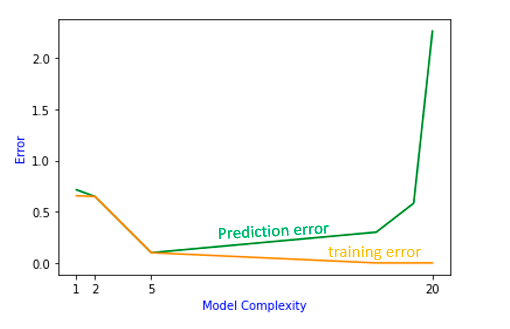 2.0
1.5
1.0
0.5
0.0
Error
Prediction error
training error
1 2 5 20
Model Complexity